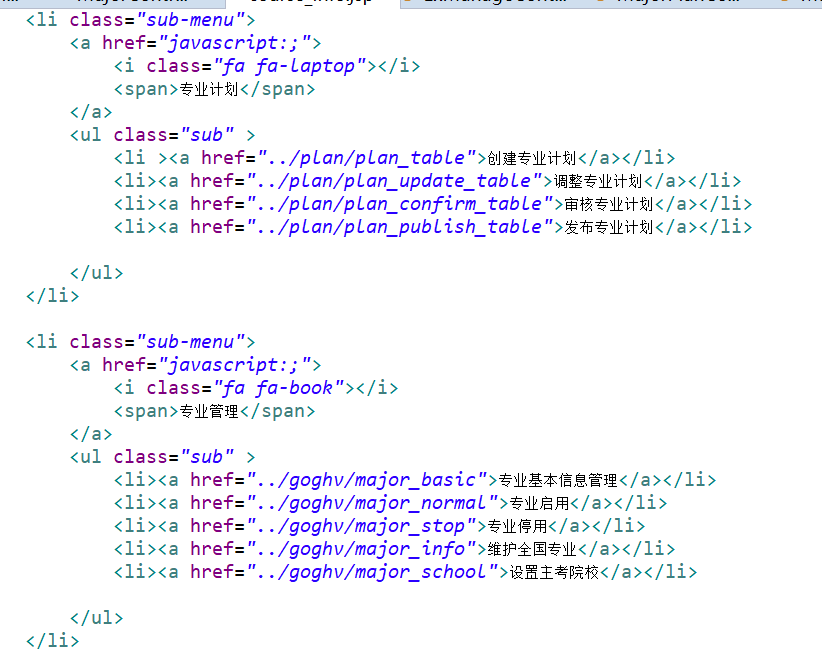 <li class="sub-menu">
<a href="javascript:;">
<i class="fa fa-laptop"></i>
<span>专业计划</span>
</a>
<ul class="sub" >
<li ><a href="../plan/plan_table">创建专业计划</a></li>
<li><a href="../plan/plan_update_table">调整专业计划</a></li>
<li><a href="../plan/plan_confirm_table">审核专业计划</a></li>
<li><a href="../plan/plan_publish_table">发布专业计划</a></li>
</ul>
</li>
<li class="sub-menu">
<a href="javascript:;">
<i class="fa fa-book"></i>
<span>专业管理</span>
</a>
<ul class="sub" >
<li><a href="../goghv/major_basic">专业基本信息管理</a></li>
<li><a href="../goghv/major_normal">专业启用</a></li>
<li><a href="../goghv/major_stop">专业停用</a></li>
<li><a href="../goghv/major_info">维护全国专业</a></li>
<li><a href="../goghv/major_school">设置主考院校</a></li>
</ul>
</li>